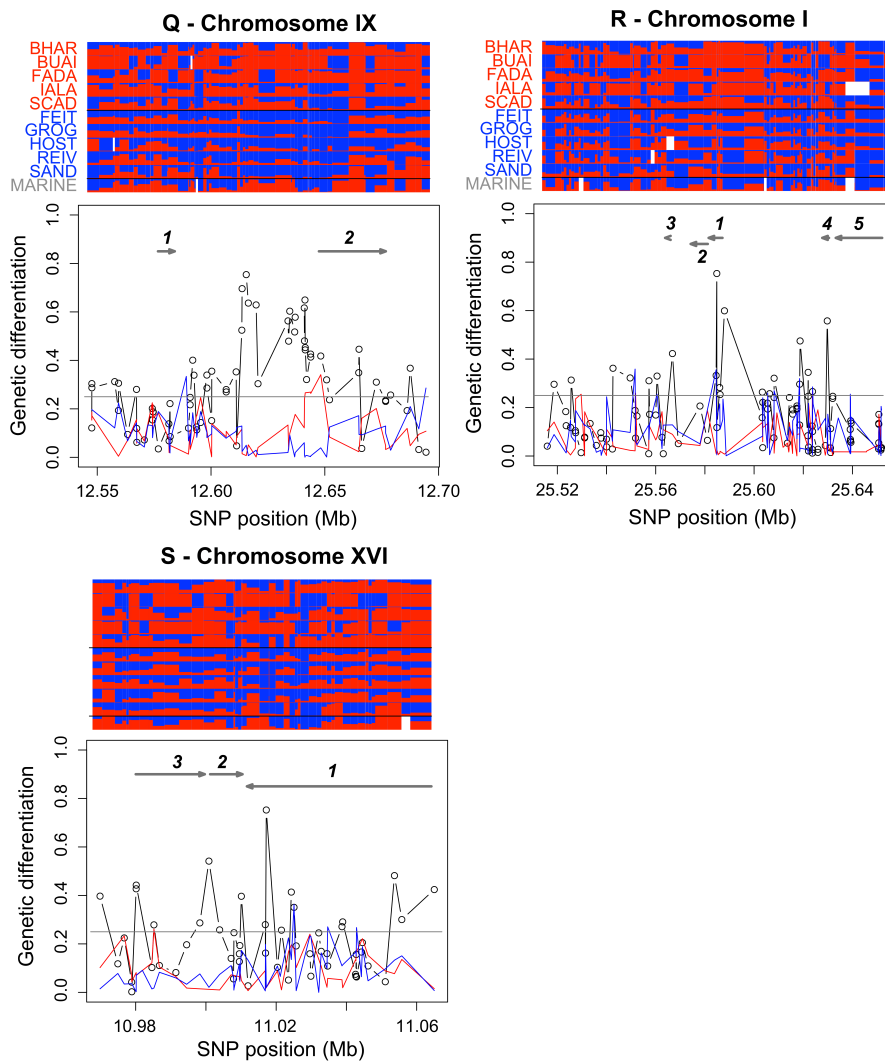 Q - Chromosome IX
BHAR
BUAI
FADA
IALA
SCAD
FEIT
GROG
HOST
REIV
SAND
MARINE
1
2
Genetic differentiation
1.0
0.8
0.6
0.4
0.2
0.0
12.55
12.60
12.65
12.70
SNP position (Mb)
R - Chromosome I
BHAR
BUAI
FADA
IALA
SCAD
FEIT
GROG
HOST
REIV
SAND
MARINE
3
1
4
5
2
Genetic differentiation
1.0
0.8
0.6
0.4
0.2
0.0
25.52
25.56
25.60
25.64
SNP position (Mb)
S - Chromosome XVI
3
2
1
Genetic differentiation
1.0
0.8
0.6
0.4
0.2
0.0
10.98
11.02
11.06
SNP position (Mb)